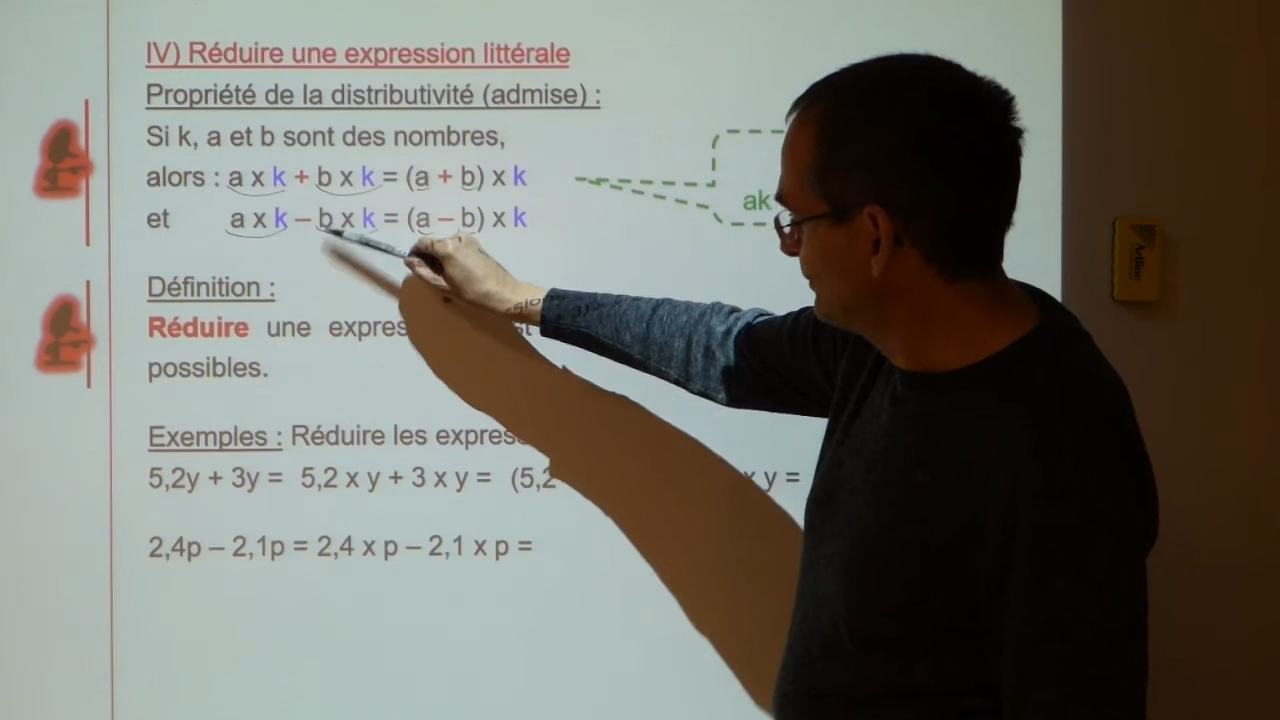 IV) Réduire une expression littérale
Propriété de la distributivité (admise) :
Si k, a et b sont des nombres,
alors : a x k + b x k = (a + b) x k
et a x k – b x k = (a – b) x k
ak
Définition :
Réduire une
possibles.
Exemples : Réduire les
5,2y + 3y = 5,2 x y + 3 x y = (5,2 x y =
2,4p – 2,1p = 2,4 x p – 2,1 x p =
Artline